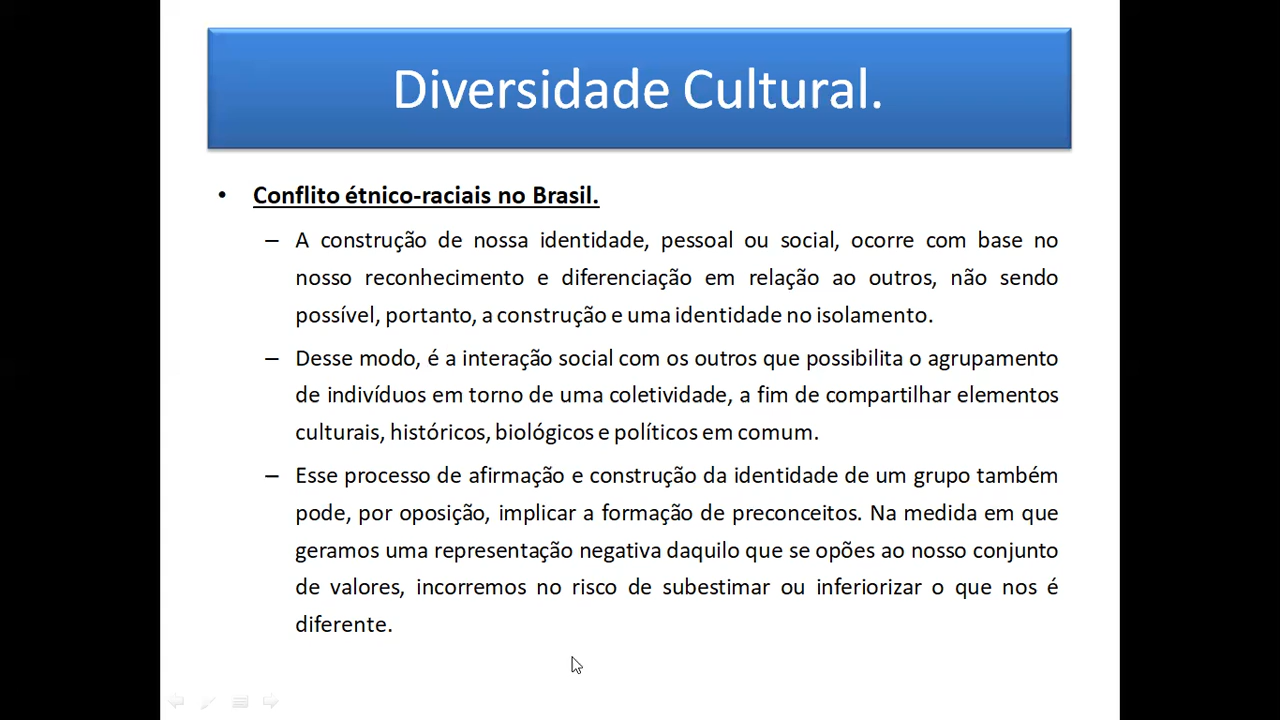 Diversidade Cultural.
• Conflito étnico-raciais no Brasil.
– A construção de nossa identidade, pessoal ou social, ocorre com base no
nosso reconhecimento e diferenciação em relação ao outros, não sendo
possível, portanto, a construção e uma identidade no isolamento.
– Desse modo, é a interação social com os outros que possibilita o agrupamento
de indivíduos em torno de uma coletividade, a fim de compartilhar elementos
culturais, históricos, biológicos e políticos em comum.
– Esse processo de afirmação e construção da identidade de um grupo também
pode, por oposição, implicar a formação de preconceitos. Na medida em que
geramos uma representação negativa daquilo que se opões ao nosso conjunto
de valores, incorremos no risco de subestimar ou inferiorizar o que nos é
diferente.